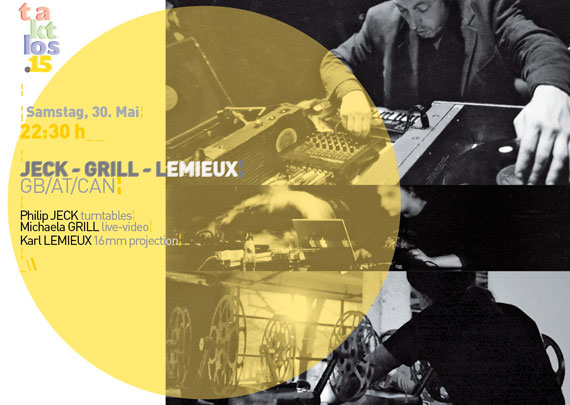 ta
kt
los
.15
Samstag, 30. Mai
22:30 h_ _
JECK - GRILL - LEMIEUX
GB/AT/CAN
Philip JECK turntables
Michaela GRILL live-video
Karl LEMIEUX 16mm projection
_\\